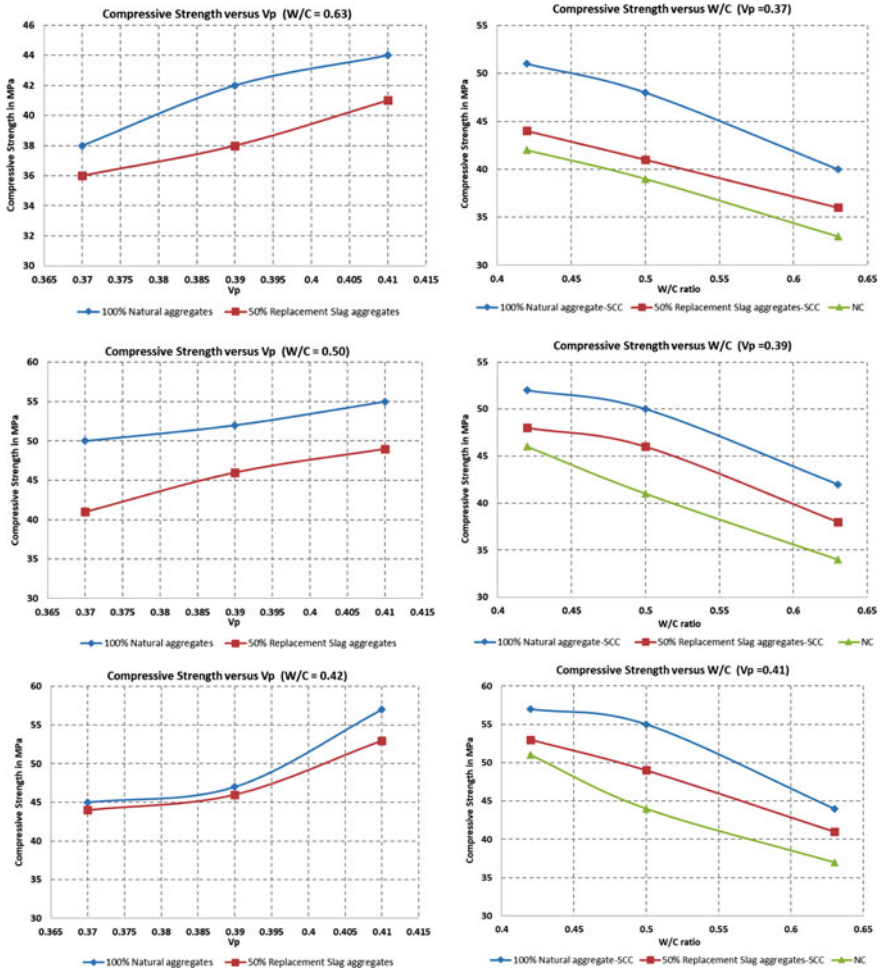 Compressive Strength versus Vp (W/C = 0.63)
Compressive Strength in MPa
46
44
42
40
38
36
34
32
30
0.365 0.37 0.375 0.38 0.385 0.39 0.395 0.4 0.405 0.41 0.415
Vp
100% Natural aggregates 50% Replacement Slag aggregates
Compressive Strength versus W/C (Vp =0.37)
Compressive Strength in MPa
55
50
45
40
35
30
0.4 0.45 0.5 0.55 0.6 0.65
W/C ratio
100% Natural aggregate-SCC 50% Replacement Slag aggregates-SCC NC
Compressive Strength versus Vp (W/C = 0.50)
Compressive Strength in MPa
60
55
50
45
40
35
30
0.365 0.37 0.375 0.38 0.385 0.39 0.395 0.4 0.405 0.41 0.415
Vp
100% Natural aggregates 50% Replacement Slag aggregates
Compressive Strength versus W/C (Vp =0.39)
Compressive Strength in MPa
55
50
45
40
35
30
0.4 0.45 0.5 0.55 0.6 0.65
W/C ratio
100% Natural aggregate-SCC 50% Replacement Slag aggregates-SCC NC
Compressive Strength versus Vp (W/C = 0.42)
Compressive Strength in MPa
60
55
50
45
40
35
30
0.365 0.37 0.375 0.38 0.385 0.39 0.395 0.4 0.405 0.41 0.415
Vp
100% Natural aggregates 50% Replacement Slag aggregates
Compressive Strength versus W/C (Vp =0.41)
Compressive Strength in MPa
60
55
50
45
40
35
30
0.4 0.45 0.5 0.55 0.6 0.65
W/C ratio
100% Natural aggregate-SCC 50% Replacement Slag aggregates-SCC NC